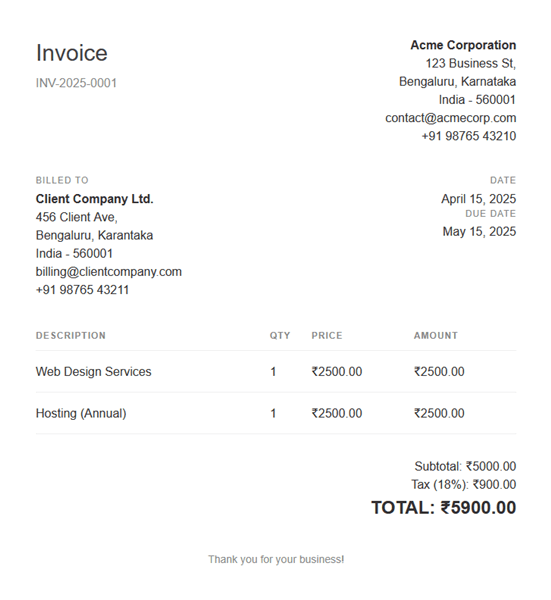 Invoice
INV-2025-0001
Acme Corporation
123 Business St,
Bengaluru, Karnataka
India - 560001
contact@acmecorp.com
+91 98765 43210
BILLED TO
Client Company Ltd.
456 Client Ave,
Bengaluru, Karantaka
India - 560001
billing@clientcompany.com
+91 98765 43211
DATE
April 15, 2025
DUE DATE
May 15, 2025
DESCRIPTION QTY PRICE AMOUNT
Web Design Services 1 ₹2500.00 ₹2500.00
Hosting (Annual) 1 ₹2500.00 ₹2500.00
Subtotal: ₹5000.00
Tax (18%): ₹900.00
TOTAL: ₹5900.00
Thank you for your business!